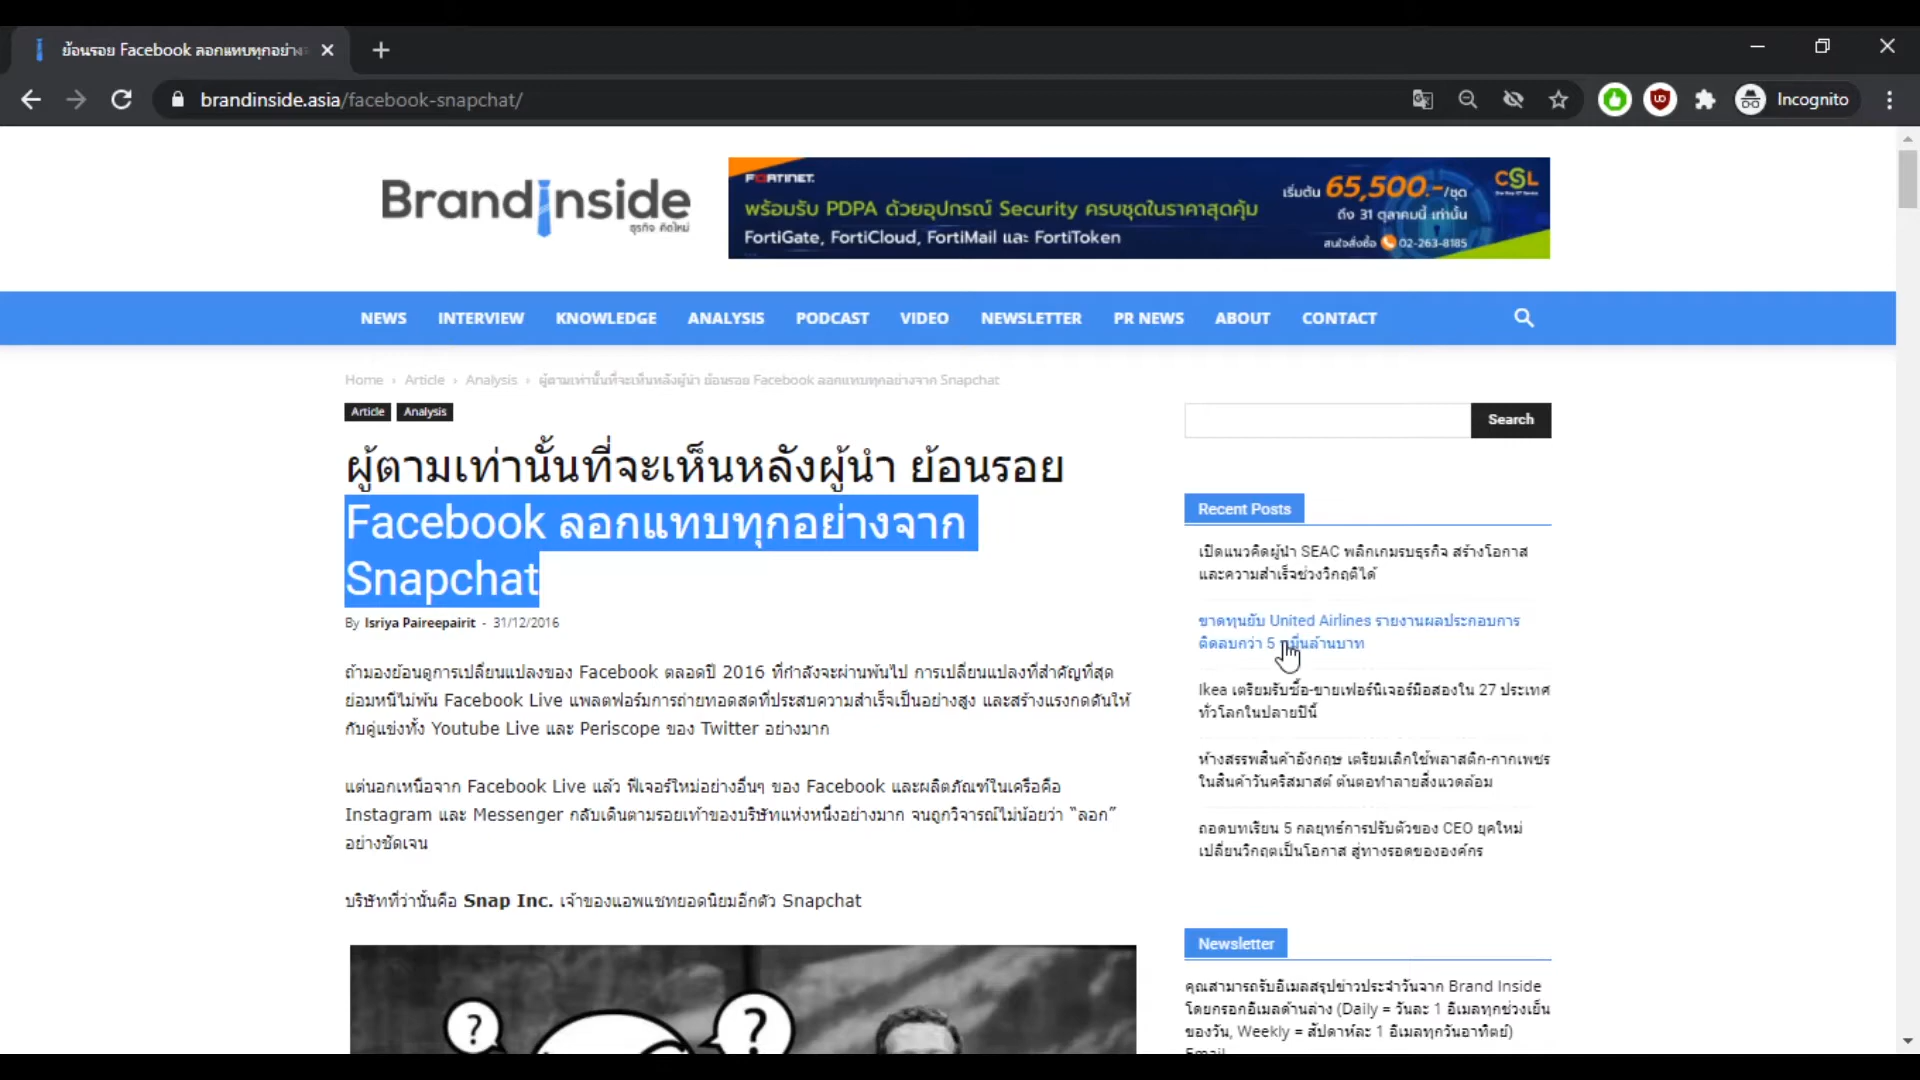 ย้อนรอย Facebook ลอกแทบทุกอย่าง
brandinside.asia/facebook-snapchat/
Incognito
BrandInside
ธุรกิจ คิดใหม่
FORTINET
พร้อมรับ PDPA ด้วยอุปกรณ์ Security ครบชุดในราคาสุดคุ้ม
FortiGate, FortiCloud, FortiMail และ FortiToken
เริ่มต้น 65,500.-/ชุด
ถึง 31 ตุลาคมนี้ เท่านั้น
สนใจสั่งซื้อ 02-263-8185
CSL
NEWS INTERVIEW KNOWLEDGE ANALYSIS PODCAST VIDEO NEWSLETTER PR NEWS ABOUT CONTACT
Home › Article › Analysis › ผู้ตามเท่านั้นที่จะเห็นหลังผู้นำ ย้อนรอย Facebook ลอกแทบทุกอย่างจาก Snapchat
Article Analysis
ผู้ตามเท่านั้นที่จะเห็นหลังผู้นำ ย้อนรอย
Facebook ลอกแทบทุกอย่างจาก
Snapchat
By Isriya Paireepairit - 31/12/2016
ถ้ามองย้อนดูการเปลี่ยนแปลงของ Facebook ตลอดปี 2016 ที่กำลังจะผ่านพ้นไป การเปลี่ยนแปลงที่สำคัญที่สุด
ย่อมหนีไม่พ้น Facebook Live แพลตฟอร์มการถ่ายทอดสดที่ประสบความสำเร็จเป็นอย่างสูง และสร้างแรงกดดันให้
กับคู่แข่งทั้ง Youtube Live และ Periscope ของ Twitter อย่างมาก
แต่นอกเหนือจาก Facebook Live แล้ว ฟีเจอร์ใหม่อย่างอื่นๆ ของ Facebook และผลิตภัณฑ์ในเครือคือ
Instagram และ Messenger กลับเดินตามรอยเท้าของบริษัทแห่งหนึ่งอย่างมาก จนถูกวิจารณ์ไม่น้อยว่า “ลอก”
อย่างชัดเจน
บริษัทที่ว่านั้นคือ Snap Inc. เจ้าของแอพแชทยอดนิยมอีกตัว Snapchat
? ?
Search
Recent Posts
เปิดแนวคิดผู้นำ SEAC พลิกเกมรบธุรกิจ สร้างโอกาส
และความสำเร็จช่วงวิกฤติได้
ขาดทุนยับ United Airlines รายงานผลประกอบการ
ติดลบกว่า 5 หมื่นล้านบาท
Ikea เตรียมรับซื้อ-ขายเฟอร์นิเจอร์มือสองใน 27 ประเทศ
ทั่วโลกในปลายปีนี้
ห้างสรรพสินค้าอังกฤษ เตรียมเลิกใช้พลาสติก-กากเพชร
ในสินค้าวันคริสมาสต์ ต้นตอทำลายสิ่งแวดล้อม
ถอดบทเรียน 5 กลยุทธ์การปรับตัวของ CEO ยุคใหม่
เปลี่ยนวิกฤตเป็นโอกาส สู่ทางรอดขององค์กร
Newsletter
คุณสามารถรับอีเมลสรุปข่าวประจำวันจาก Brand Inside
โดยกรอกอีเมลด้านล่าง (Daily = วันละ 1 อีเมลทุกช่วงเย็น
ของวัน, Weekly = สัปดาห์ละ 1 อีเมลทุกวันอาทิตย์)
Email